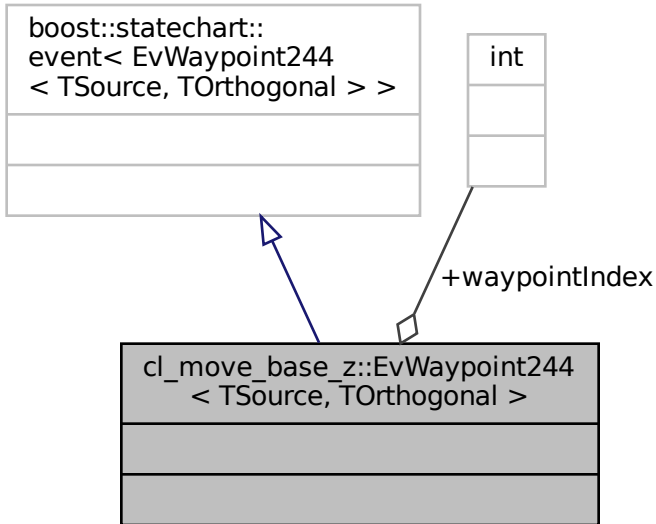 boost::statechart::
event< EvWaypoint244
< TSource, TOrthogonal > >
int
+waypointIndex
cl_move_base_z::EvWaypoint244
< TSource, TOrthogonal >